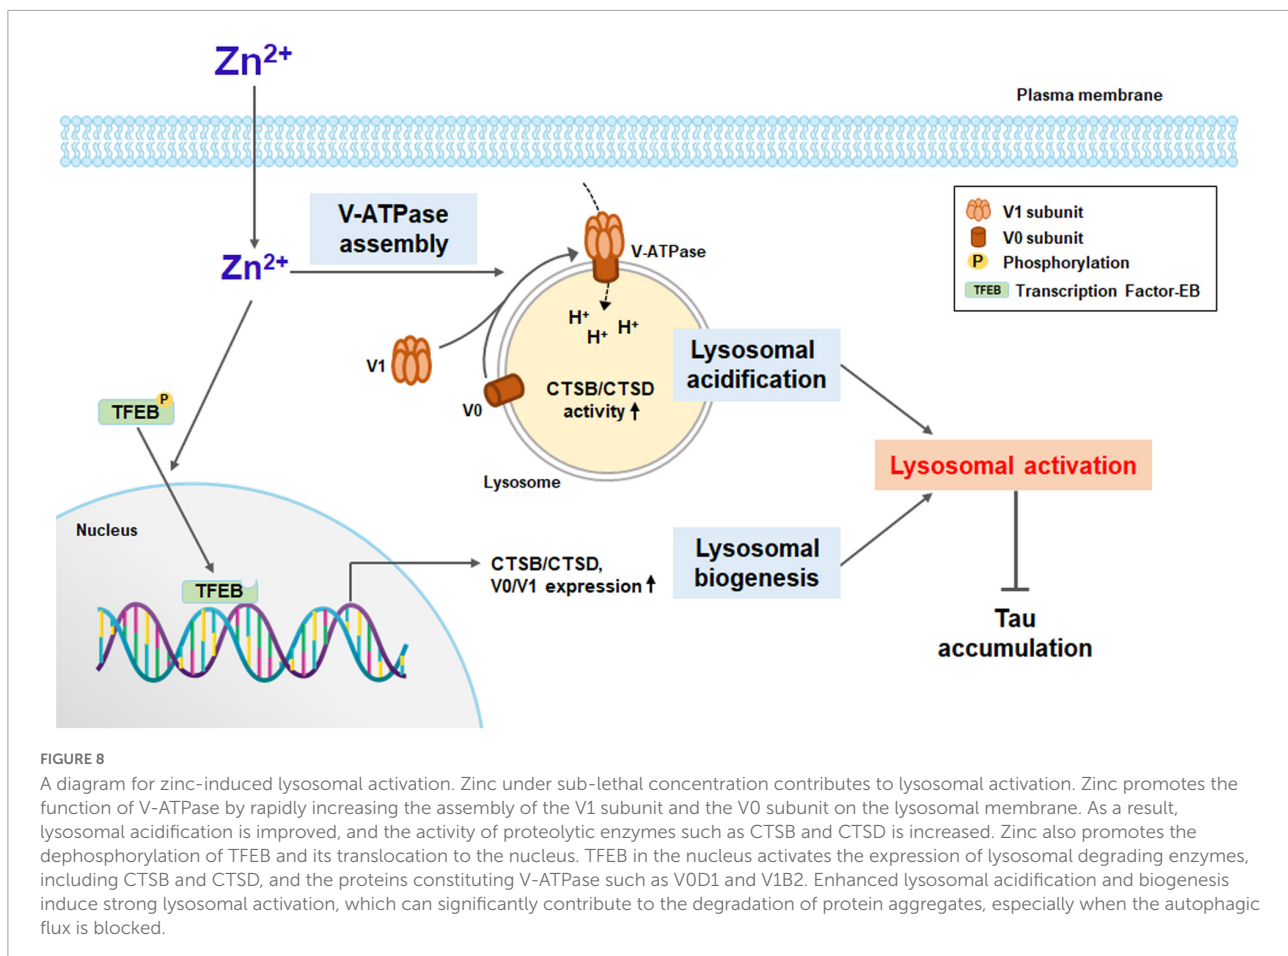 Zn2+
Plasma membrane
V-ATPase
assembly
V1 subunit
V0 subunit
P Phosphorylation
TFEB Transcription Factor-EB
Zn2+
V-ATPase
H+
H+
H+
V1
V0
CTSB/CTSD
activity
Lysosomal
acidification
P
TFEB
Lysosome
Lysosomal activation
Nucleus
TFEB
CTSB/CTSD,
V0/V1 expression
Lysosomal
biogenesis
Tau
accumulation
FIGURE 8
A diagram for zinc-induced lysosomal activation. Zinc under sub-lethal concentration contributes to lysosomal activation. Zinc promotes the
function of V-ATPase by rapidly increasing the assembly of the V1 subunit and the V0 subunit on the lysosomal membrane. As a result,
lysosomal acidification is improved, and the activity of proteolytic enzymes such as CTSB and CTSD is increased. Zinc also promotes the
dephosphorylation of TFEB and its translocation to the nucleus. TFEB in the nucleus activates the expression of lysosomal degrading enzymes,
including CTSB and CTSD, and the proteins constituting V-ATPase such as V0D1 and V1B2. Enhanced lysosomal acidification and biogenesis
induce strong lysosomal activation, which can significantly contribute to the degradation of protein aggregates, especially when the autophagic
flux is blocked.